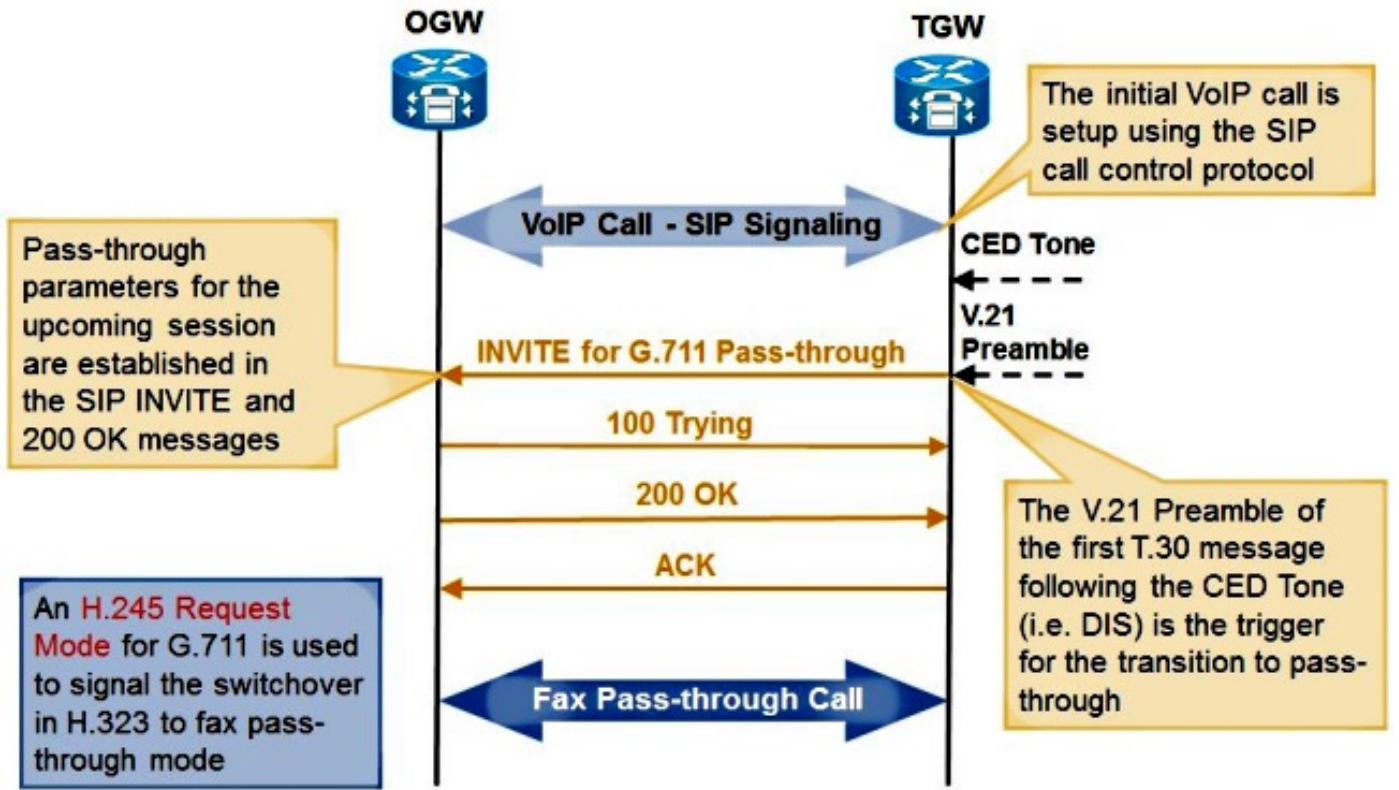 OGW
TGW
The initial VoIP call is
setup using the SIP
call control protocol
VoIP Call - SIP Signaling
CED Tone
Pass-through
parameters for the
upcoming session
are established in
the SIP INVITE and
200 OK messages
V.21
Preamble
INVITE for G.711 Pass-through
100 Trying
200 OK
ACK
The V.21 Preamble of
the first T.30 message
following the CED Tone
(i.e. DIS) is the trigger
for the transition to pass-
through
An H.245 Request
Mode for G.711 is used
to signal the switchover
in H.323 to fax pass-
through mode
Fax Pass-through Call